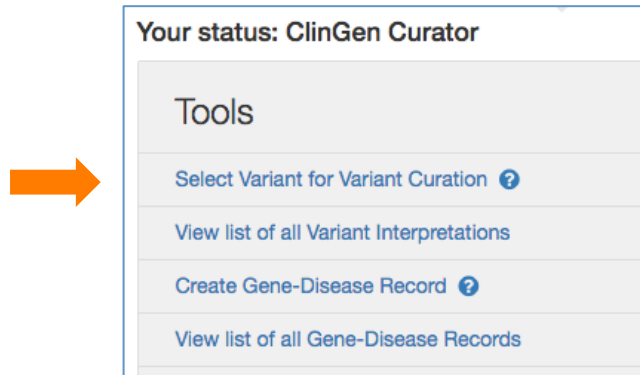 Your status: ClinGen Curator
Tools
Select Variant for Variant Curation ?
View list of all Variant Interpretations
Create Gene-Disease Record ?
View list of all Gene-Disease Records